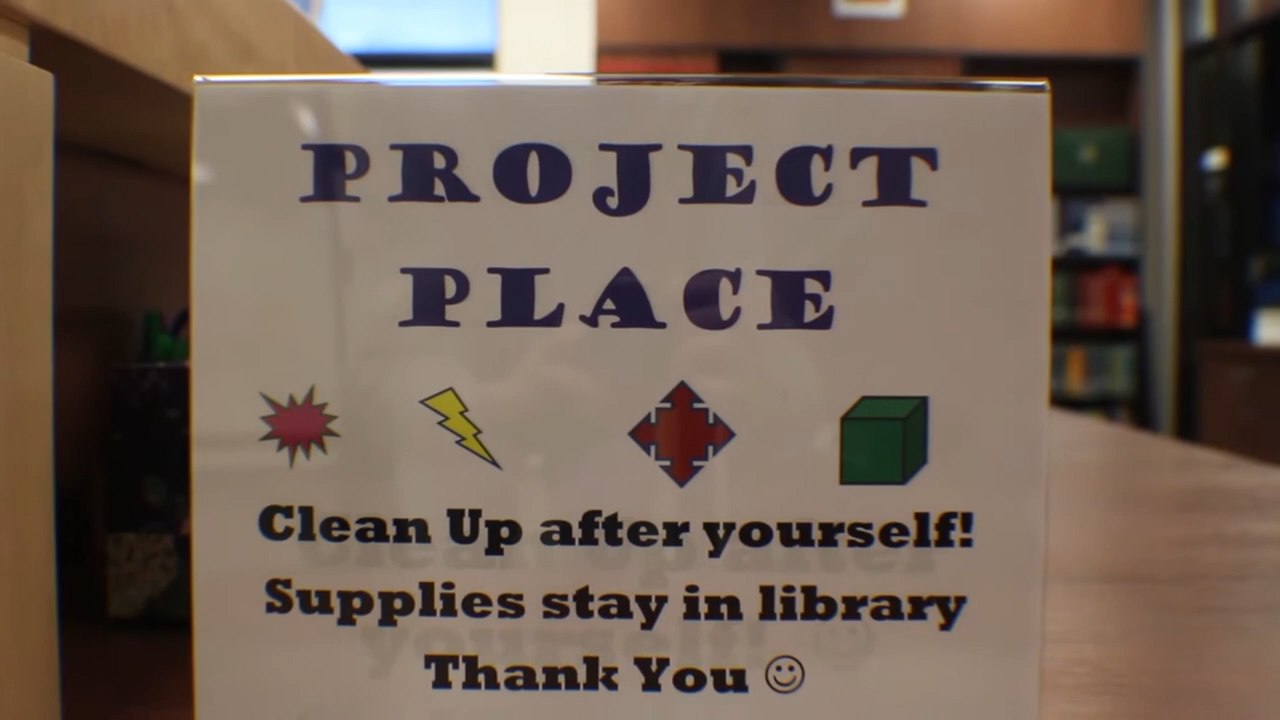 PROJECT
PLACE
Clean Up after yourself!
Supplies stay in library
Thank You ☺